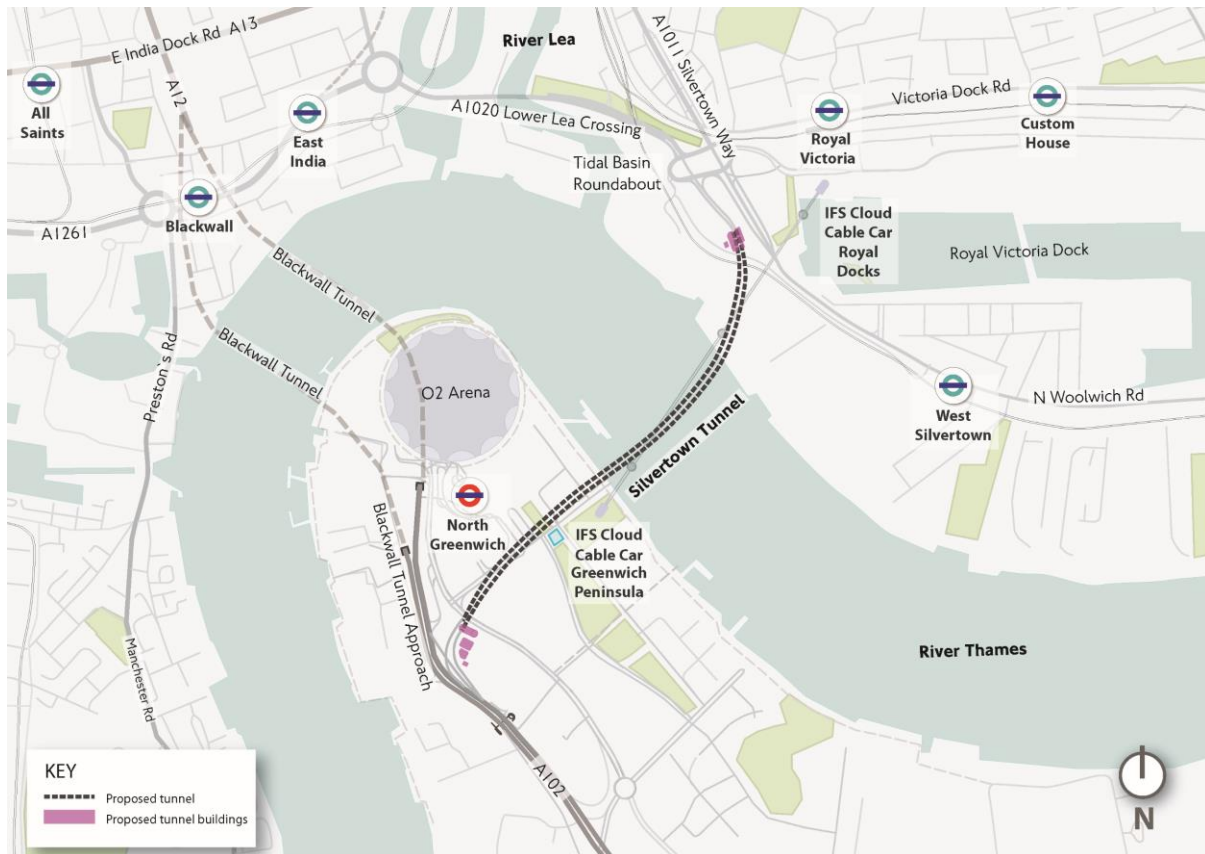 E India Dock Rd A13
River Lea
A1011 Silvertown Way
All
Saints
A12
East
India
A1020 Lower Lea Crossing
Victoria Dock Rd
Royal
Victoria
Custom
House
Tidal Basin
Roundabout
Blackwall
A1261
IFS Cloud
Cable Car
Royal
Docks
Royal Victoria Dock
Blackwall Tunnel
Blackwall Tunnel
Preston`s Rd
O2 Arena
N Woolwich Rd
West
Silvertown
Silvertown Tunnel
North
Greenwich
Blackwall Tunnel Approach
IFS Cloud
Cable Car
Greenwich
Peninsula
River Thames
Manchester Rd
A102
KEY
Proposed tunnel
Proposed tunnel buildings
N